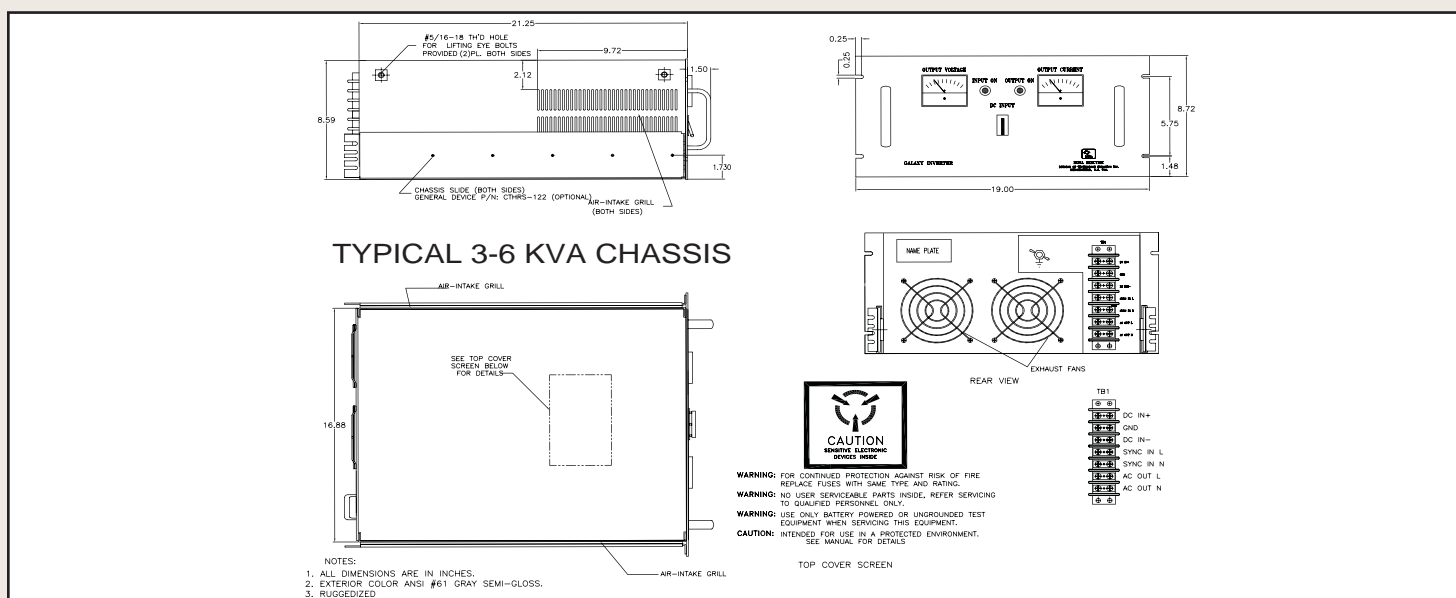 21.25
#5/16-18 TH'D HOLE
FOR LIFTING EYE BOLTS
PROVIDED (2)PL. BOTH SIDES
9.72
2.12
1.50
8.59
1.730
CHASSIS SLIDE (BOTH SIDES)
GENERAL DEVICE P/N: CTHRS-122 (OPTIONAL)
AIR-INTAKE GRILL
(BOTH SIDES)
0.25
0.25
OUTPUT VOLTAGE
INPUT ON
OUTPUT ON
OUTPUT CURRENT
DC INPUT
GALAXY INVERTER
8.72
5.75
1.48
19.00
TYPICAL 3-6 KVA CHASSIS
NAME PLATE
TB1
EXHAUST FANS
REAR VIEW
AIR-INTAKE GRILL
SEE TOP COVER
SCREEN BELOW
FOR DETAILS
16.88
AIR-INTAKE GRILL
CAUTION
SENSITIVE ELECTRONIC
DEVICES INSIDE
WARNING: FOR CONTINUED PROTECTION AGAINST RISK OF FIRE
REPLACE FUSES WITH SAME TYPE AND RATING.
WARNING: NO USER SERVICEABLE PARTS INSIDE, REFER SERVICING
TO QUALIFIED PERSONNEL ONLY.
WARNING: USE ONLY BATTERY POWERED OR UNGROUNDED TEST
EQUIPMENT WHEN SERVICING THIS EQUIPMENT.
CAUTION: INTENDED FOR USE IN A PROTECTED ENVIRONMENT.
SEE MANUAL FOR DETAILS
TOP COVER SCREEN
TB1
DC IN+
GND
DC IN-
SYNC IN L
SYNC IN N
AC OUT L
AC OUT N
NOTES:
1. ALL DIMENSIONS ARE IN INCHES.
2. EXTERIOR COLOR ANSI #61 GRAY SEMI-GLOSS.
3. RUGGEDIZED